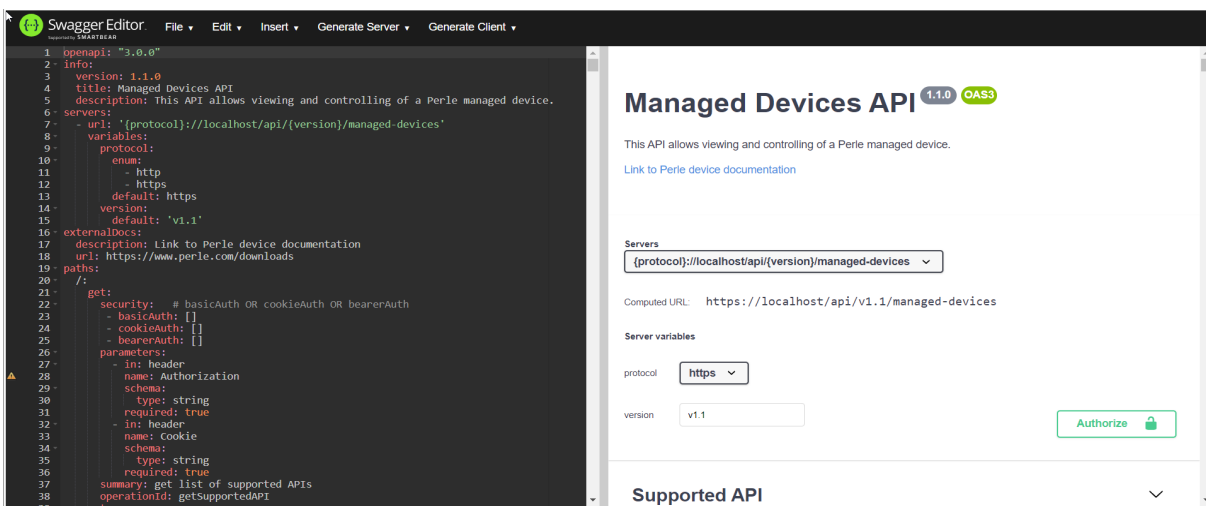 Swagger Editor.
Supported by SMARTBEAR
File ▾ Edit ▾ Insert ▾ Generate Server ▾ Generate Client ▾
1 openapi: "3.0.0"
2 info:
3 version: 1.1.0
4 title: Managed Devices API
5 description: This API allows viewing and controlling of a Perle managed device.
6 servers:
7 - url: '{protocol}://localhost/api/{version}/managed-devices'
8 variables:
9 protocol:
10 enum:
11 - http
12 - https
13 default: https
14 version:
15 default: 'v1.1'
16 externalDocs:
17 description: Link to Perle device documentation
18 url: https://www.perle.com/downloads
19 paths:
20 /:
21 get:
22 security: # basicAuth OR cookieAuth OR bearerAuth
23 - basicAuth: []
24 - cookieAuth: []
25 - bearerAuth: []
26 parameters:
27 - in: header
28 name: Authorization
29 schema:
30 type: string
31 required: true
32 - in: header
33 name: Cookie
34 schema:
35 type: string
36 required: true
37 summary: get list of supported APIs
38 operationId: getSupportedAPI
Managed Devices API 1.1.0 OAS3
This API allows viewing and controlling of a Perle managed device.
Link to Perle device documentation
Servers
{protocol}://localhost/api/{version}/managed-devices
Computed URL: https://localhost/api/v1.1/managed-devices
Server variables
protocol https
version v1.1
Authorize
Supported API